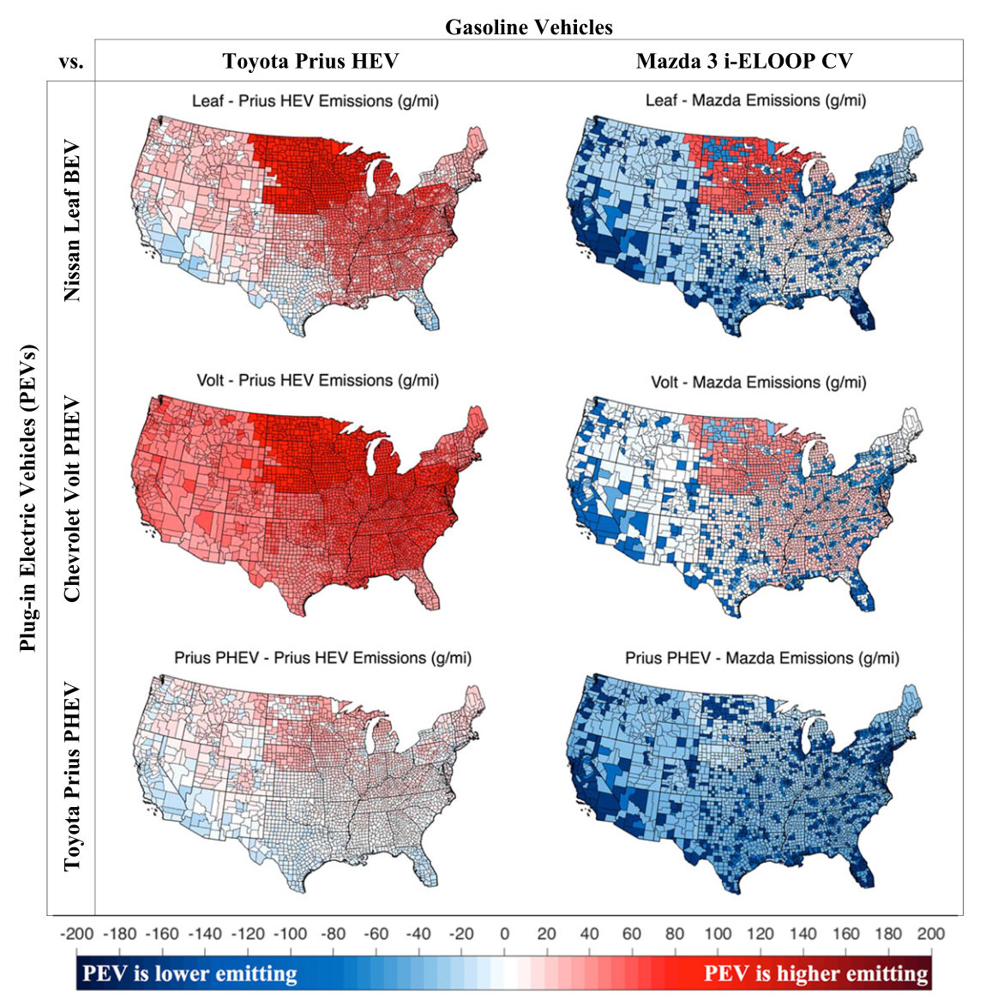 Gasoline Vehicles
vs.
Toyota Prius HEV
Mazda 3 i-ELOOP CV
Plug-in Electric Vehicles (PEVs)
Nissan Leaf BEV
Leaf - Prius HEV Emissions (g/mi)
Leaf - Mazda Emissions (g/mi)
Chevrolet Volt PHEV
Volt - Prius HEV Emissions (g/mi)
Volt - Mazda Emissions (g/mi)
Toyota Prius PHEV
Prius PHEV - Prius HEV Emissions (g/mi)
Prius PHEV - Mazda Emissions (g/mi)
-200 -180 -160 -140 -120 -100 -80 -60 -40 -20 0 20 40 60 80 100 120 140 160 180 200
PEV is lower emitting
PEV is higher emitting